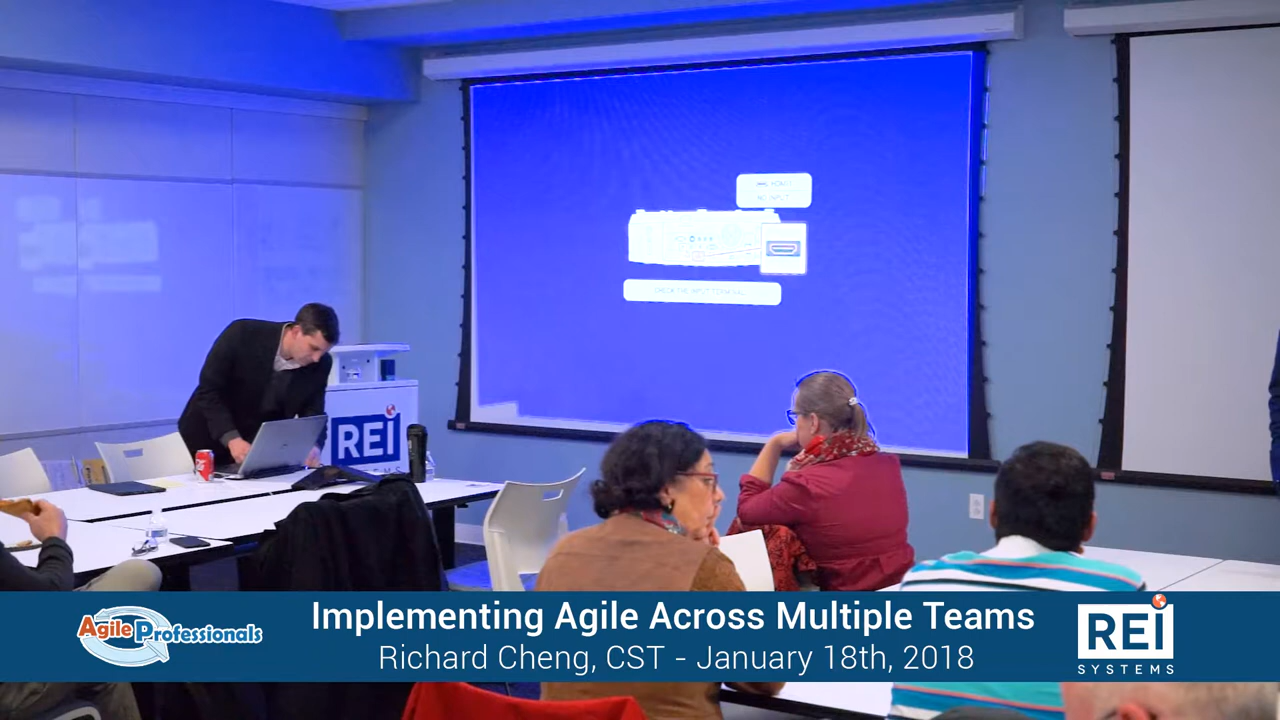 HDMI
NO INPUT
CHECK THE INPUT TERMINAL
REI
SYSTEMS
Agile Professionals
Implementing Agile Across Multiple Teams
Richard Cheng, CST - January 18th, 2018
REI
SYSTEMS